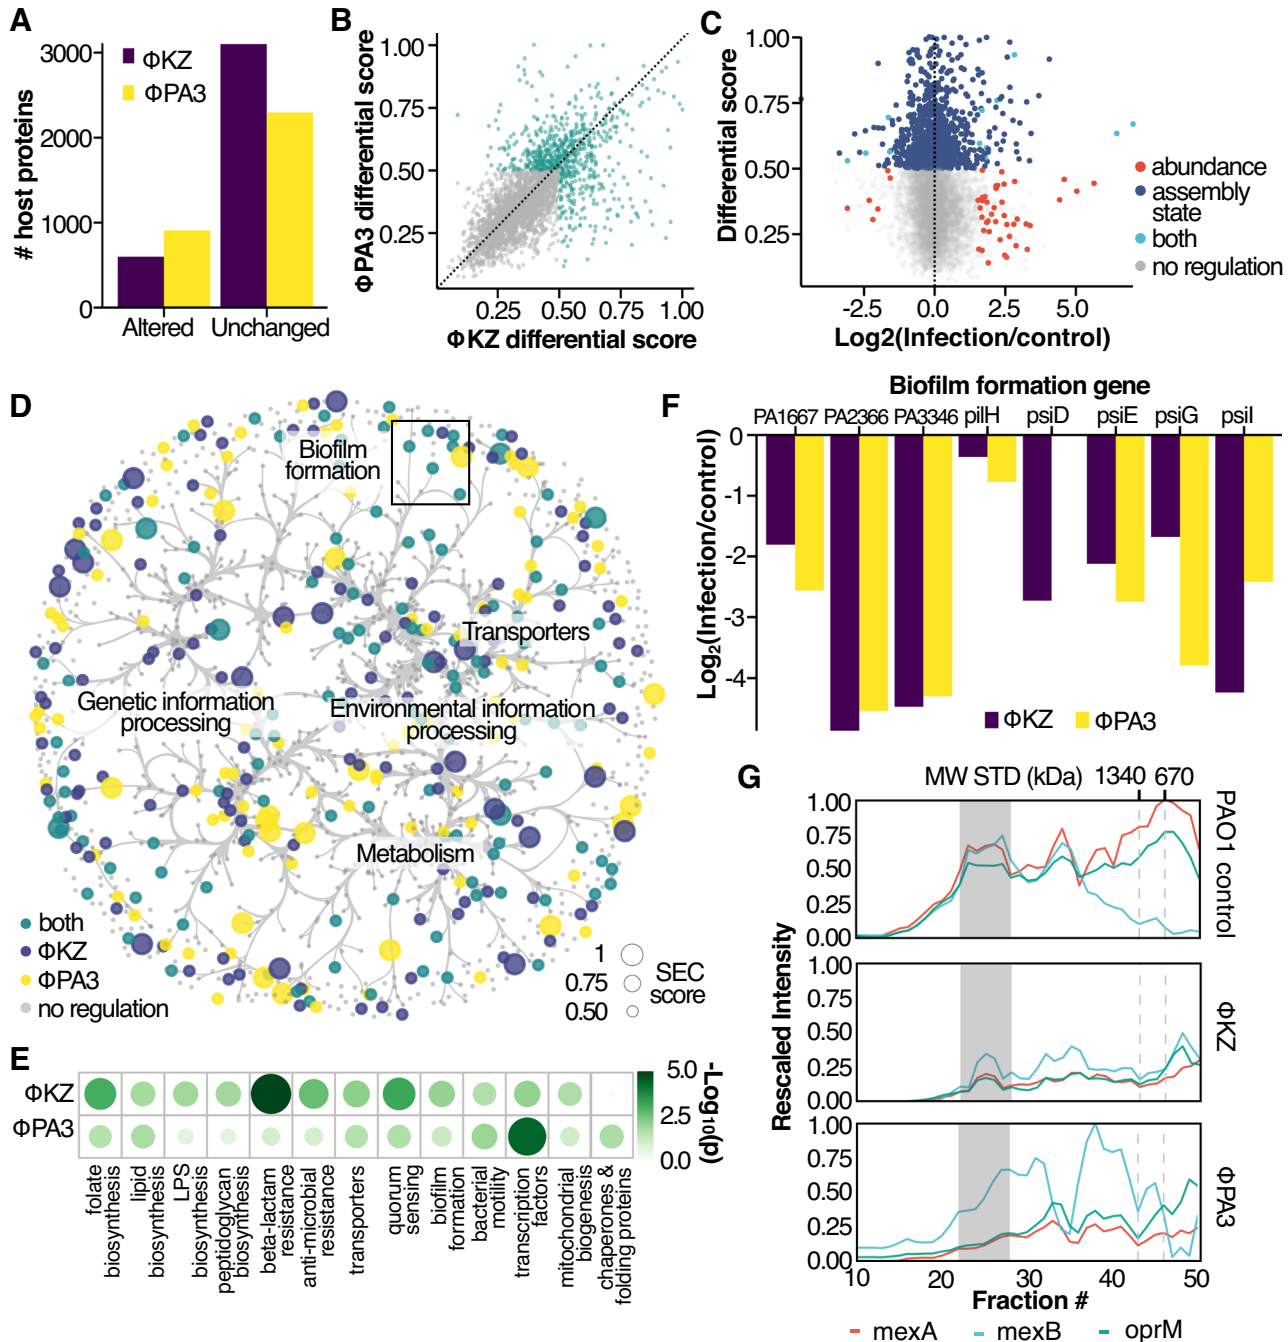 A
# host proteins
3000
2000
1000
0
ΦKZ
ΦPA3
Altered
Unchanged
B
ΦPA3 differential score
1.00
0.75
0.50
0.25
0.25
0.50
0.75
1.00
ΦKZ differential score
C
Differential score
1.00
0.75
0.50
0.25
-2.5
0.0
2.5
5.0
Log2(Infection/control)
abundance
assembly
state
both
no regulation
D
Biofilm
formation
Transporters
Genetic information
processing
Environmental information
processing
Metabolism
both
ΦKZ
ΦPA3
no regulation
1
0.75
0.50
SEC
score
E
ΦKZ
ΦPA3
5.0
2.5
0.0
-Log10(p)
folate
biosynthesis
lipid
biosynthesis
LPS
biosynthesis
peptidoglycan
biosynthesis
beta-lactam
resistance
anti-microbial
resistance
transporters
quorum
sensing
biofilm
formation
bacterial
motility
transcription
factors
mitochondrial
biogenesis
chaperones &
folding proteins
F
Biofilm formation gene
PA1667
PA2366
PA3346
pilH
psiD
psiE
psiG
psiI
Log2(Infection/control)
0
-1
-2
-3
-4
ΦKZ
ΦPA3
G
MW STD (kDa)
1340
670
Rescaled Intensity
1.00
0.75
0.50
0.25
0.00
PAO1 control
1.00
0.75
0.50
0.25
0.00
ΦKZ
1.00
0.75
0.50
0.25
0.00
ΦPA3
10
20
30
40
50
Fraction #
mexA
mexB
oprM